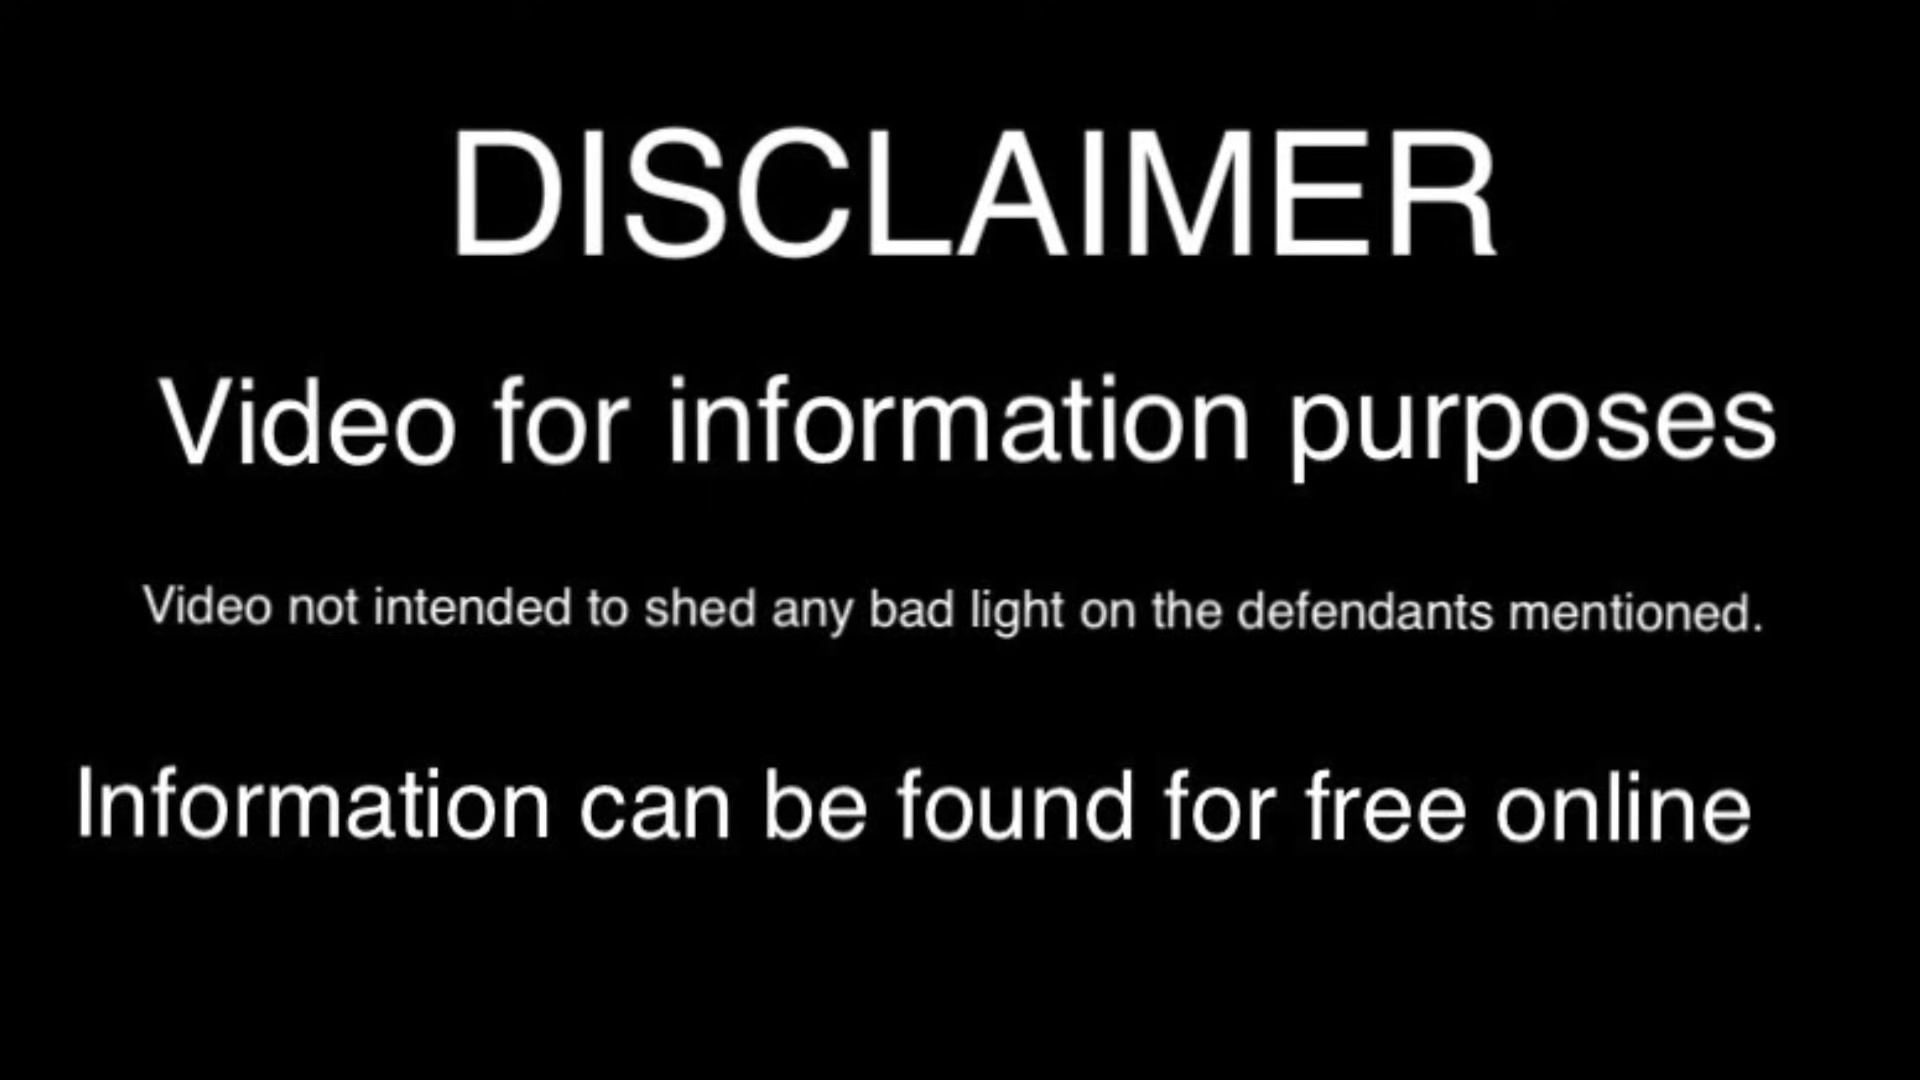 DISCLAIMER
Video for information purposes
Video not intended to shed any bad light on the defendants mentioned.
Information can be found for free online